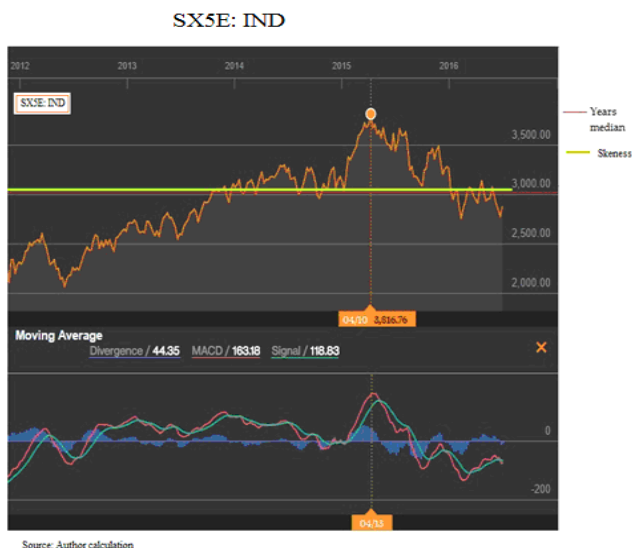 SX5E: IND
2012 2013 2014 2015 2016
SX5E: IND
Years
median
Skeness
3,500.00
3,000.00
2,500.00
2,000.00
04/10 3,816.76
Moving Average
Divergence / 44.35 MACD / 163.18 Signal / 118.83
0
-200
04/13
Source: Author calculation